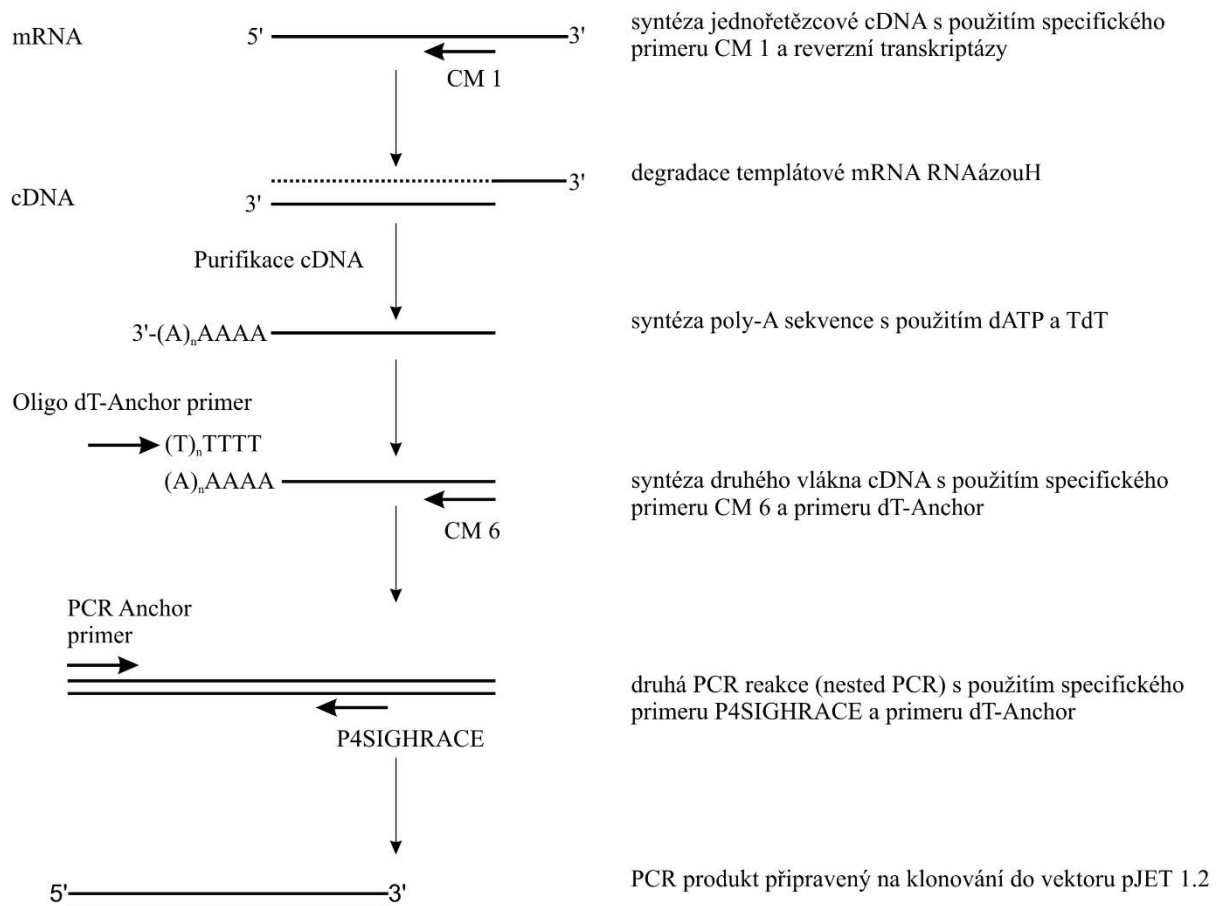 mRNA
5'
3'
CM 1
syntéza jednořetězcové cDNA s použitím specifického
primeru CM 1 a reverzní transkriptázy
3'
cDNA
3'
degradace templátové mRNA RNAázouH
Purifikace cDNA
3'-(A)nAAAA
syntéza poly-A sekvence s použitím dATP a TdT
Oligo dT-Anchor primer
(T)nTTTT
(A)nAAAA
CM 6
syntéza druhého vlákna cDNA s použitím specifického
primeru CM 6 a primeru dT-Anchor
PCR Anchor
primer
P4SIGHRACE
druhá PCR reakce (nested PCR) s použitím specifického
primeru P4SIGHRACE a primeru dT-Anchor
5'
3'
PCR produkt připravený na klonování do vektoru pJET 1.2